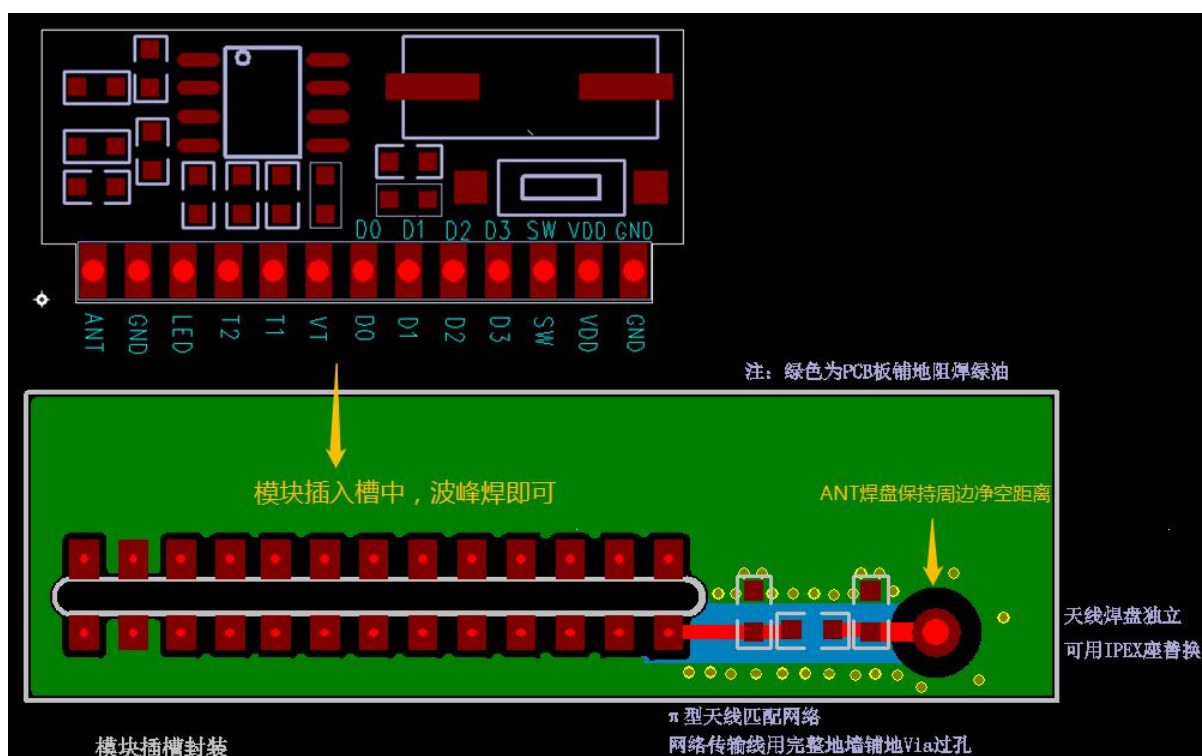 D0 D1 D2 D3 SW VDD GND
ANT GND LED T2 T1 VT D0 D1 D2 D3 SW VDD GND
注：绿色为PCB板铺地阻焊绿油
模块插入槽中，波峰焊即可
ANT焊盘保持周边净空距离
天线焊盘独立
可用IPEX座替换
π型天线匹配网络
模块插槽封装
网络传输线用完整地墙铺地Via过孔